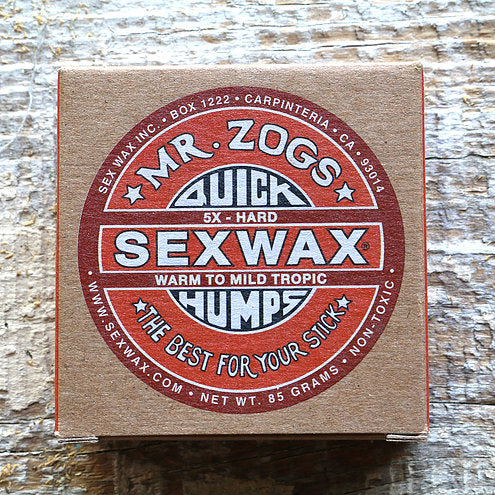 SEX WAX INC. • BOX 1222 • CARPINTERIA • CA • 93014
★MR. ZOGS★
QUICK
5X - HARD
SEXWAX®
WARM TO MILD TROPIC
HUMPS
★THE BEST FOR YOUR STICK★
• WWW.SEXWAX.COM • NET WT. 85 GRAMS • NON-TOXIC •